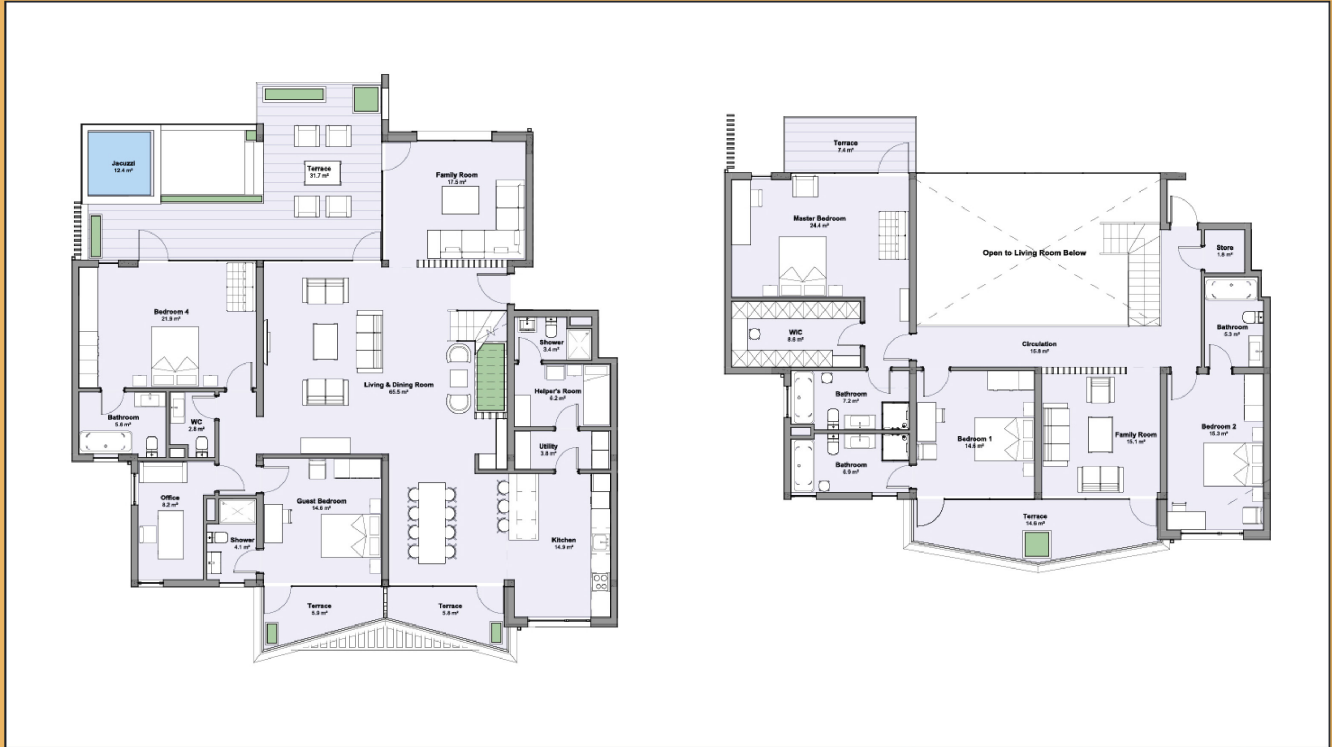 Jacuzzi
12.4 m²
Terrace
31.7 m²
Family Room
17.5 m²
Bedroom 4
21.9 m²
Living & Dining Room
65.5 m²
Shower
3.4 m²
Helper's Room
6.2 m²
Bathroom
5.6 m²
WC
2.8 m²
Utility
3.8 m²
Office
8.2 m²
Guest Bedroom
14.6 m²
Shower
4.1 m²
Kitchen
14.9 m²
Terrace
5.9 m²
Terrace
5.8 m²
Terrace
7.4 m²
Master Bedroom
24.4 m²
Open to Living Room Below
Store
1.8 m²
WIC
8.6 m²
Bathroom
5.3 m²
Circulation
15.8 m²
Bathroom
7.2 m²
Bedroom 1
14.6 m²
Family Room
15.1 m²
Bedroom 2
15.3 m²
Bathroom
6.9 m²
Terrace
14.6 m²